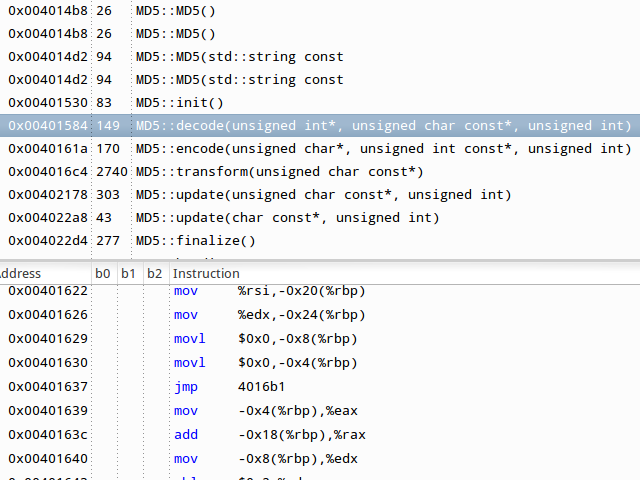 0x004014b8 26 MD5::MD5()
0x004014b8 26 MD5::MD5()
0x004014d2 94 MD5::MD5(std::string const
0x004014d2 94 MD5::MD5(std::string const
0x00401530 83 MD5::init()
0x00401584 149 MD5::decode(unsigned int*, unsigned char const*, unsigned int)
0x0040161a 170 MD5::encode(unsigned char*, unsigned int const*, unsigned int)
0x004016c4 2740 MD5::transform(unsigned char const*)
0x00402178 303 MD5::update(unsigned char const*, unsigned int)
0x004022a8 43 MD5::update(char const*, unsigned int)
0x004022d4 277 MD5::finalize()
ddress b0 b1 b2 Instruction
0x00401622 mov %rsi,-0x20(%rbp)
0x00401626 mov %edx,-0x24(%rbp)
0x00401629 movl $0x0,-0x8(%rbp)
0x00401630 movl $0x0,-0x4(%rbp)
0x00401637 jmp 4016b1
0x00401639 mov -0x4(%rbp),%eax
0x0040163c add -0x18(%rbp),%rax
0x00401640 mov -0x8(%rbp),%edx